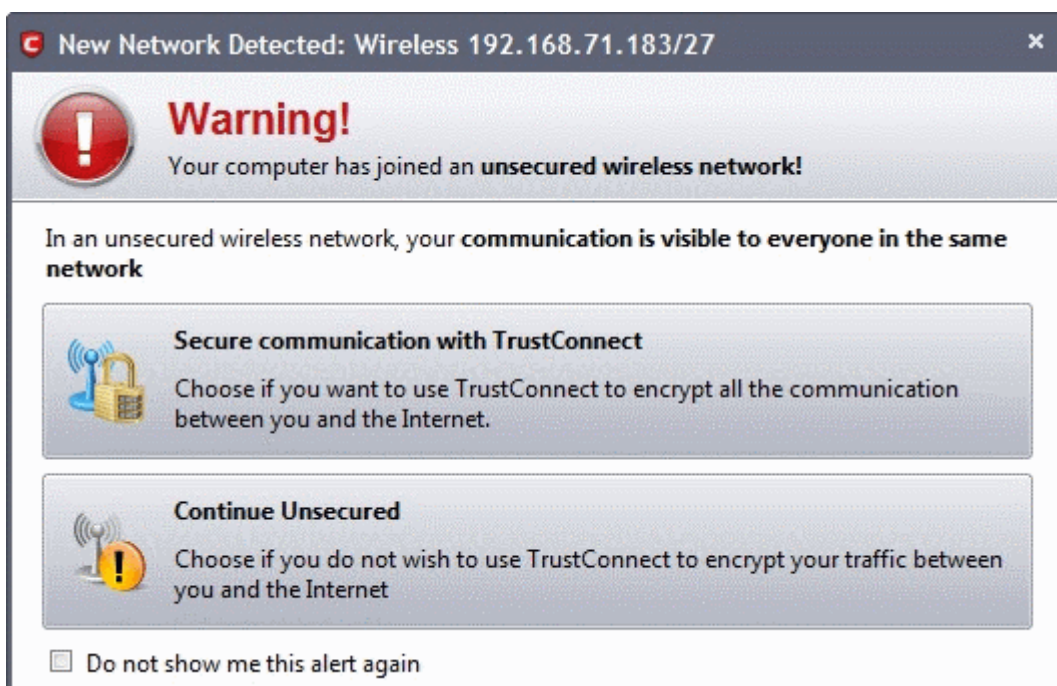 New Network Detected: Wireless 192.168.71.183/27
Warning!
Your computer has joined an unsecured wireless network!
In an unsecured wireless network, your communication is visible to everyone in the same
network
Secure communication with TrustConnect
Choose if you want to use TrustConnect to encrypt all the communication
between you and the Internet.
Continue Unsecured
Choose if you do not wish to use TrustConnect to encrypt your traffic between
you and the Internet
Do not show me this alert again